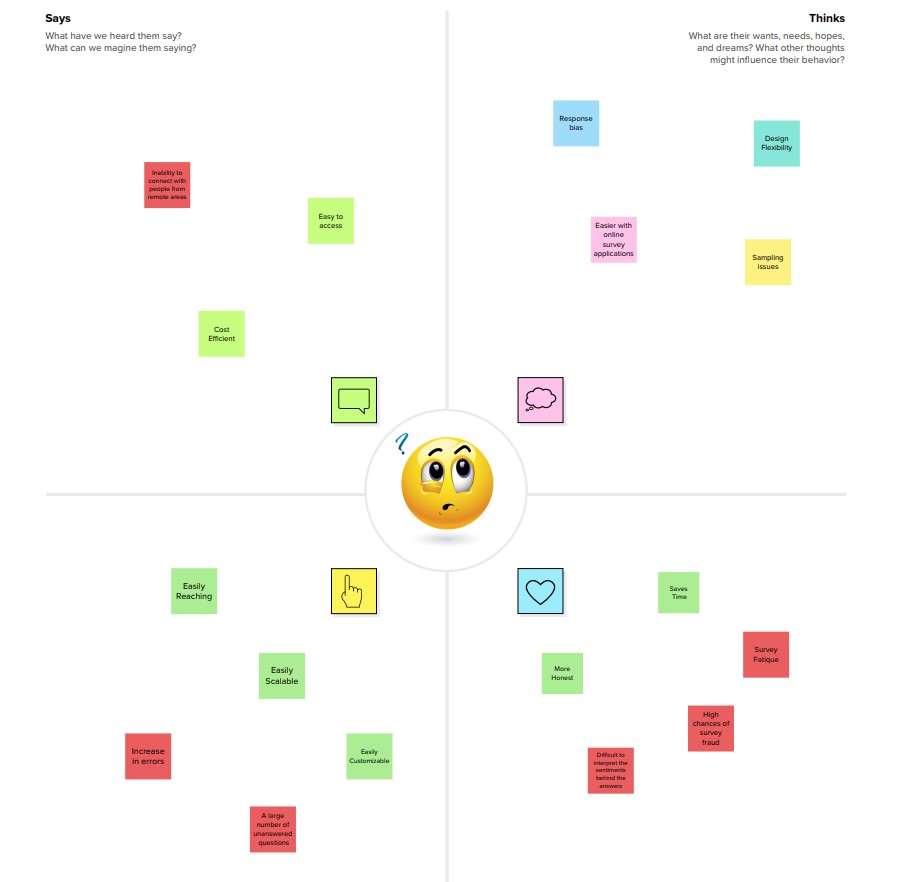 Says
What have we heard them say?
What can we magine them saying?
Thinks
What are their wants, needs, hopes,
and dreams? What other thoughts
might influence their behavior?
Inability to
connect with
people from
remote areas
Easy to
access
Cost
Efficient
Response
bias
Design
Flexibility
Easier with
online
survey
applications
Sampling
issues
?
Easily
Reaching
Easily
Scalable
Increase
in errors
Easily
Customizable
A large
number of
unanswered
questions
Saves
Time
More
Honest
Survey
Fatique
High
chances of
survey
fraud
Difficult to
interpret the
sentiments
behind the
answers